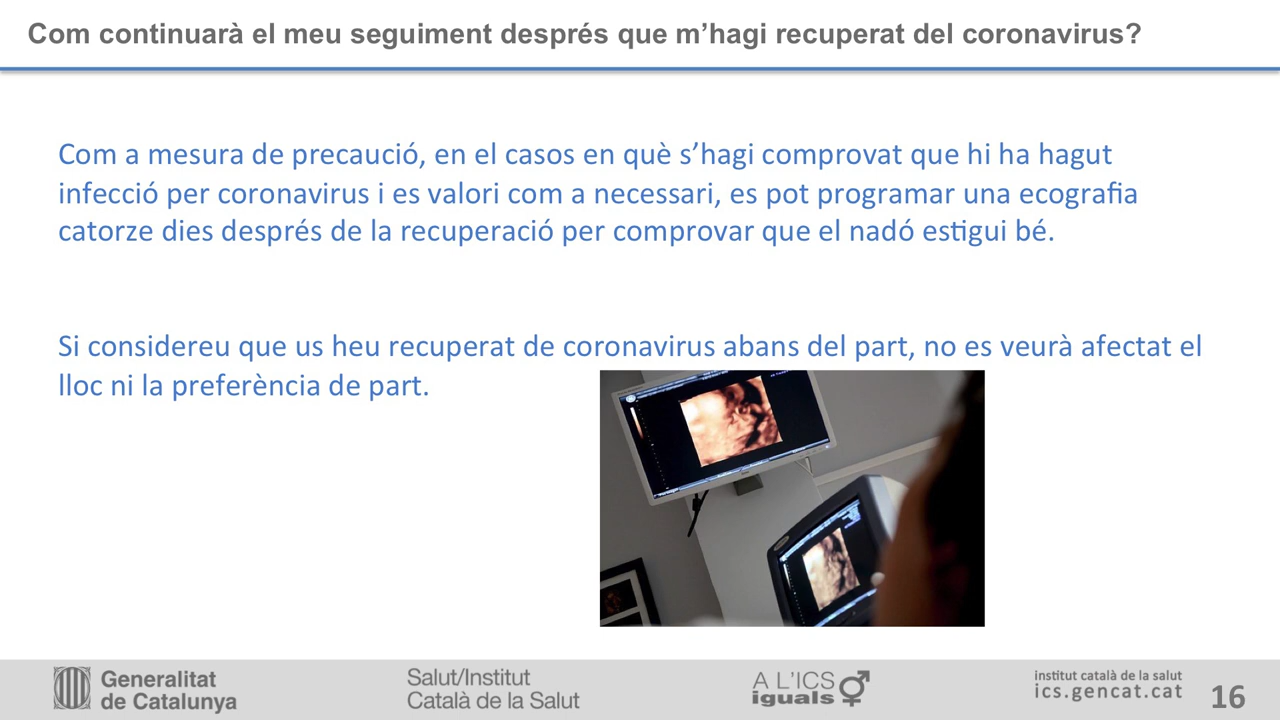 Com continuarà el meu seguiment després que m’hagi recuperat del coronavirus?
Com a mesura de precaució, en el casos en què s’hagi comprovat que hi ha hagut
infecció per coronavirus i es valori com a necessari, es pot programar una ecografia
catorze dies després de la recuperació per comprovar que el nadó estigui bé.
Si considereu que us heu recuperat de coronavirus abans del part, no es veurà afectat el
lloc ni la preferència de part.
Generalitat
de Catalunya
Salut/Institut
Català de la Salut
A L’ICS
iguals
institut català de la salut
ics.gencat.cat
16